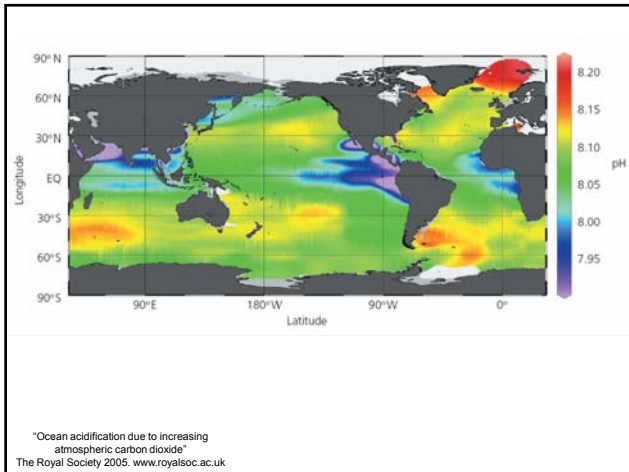 90° N
60°N
30°N
EQ
30°S
60°S
90°S
Longitude
90°E
180°W
90°W
0°
Latitude
8.20
8.15
8.10
8.05
8.00
7.95
pH
"Ocean acidification due to increasing
atmospheric carbon dioxide"
The Royal Society 2005. www.royalsoc.ac.uk